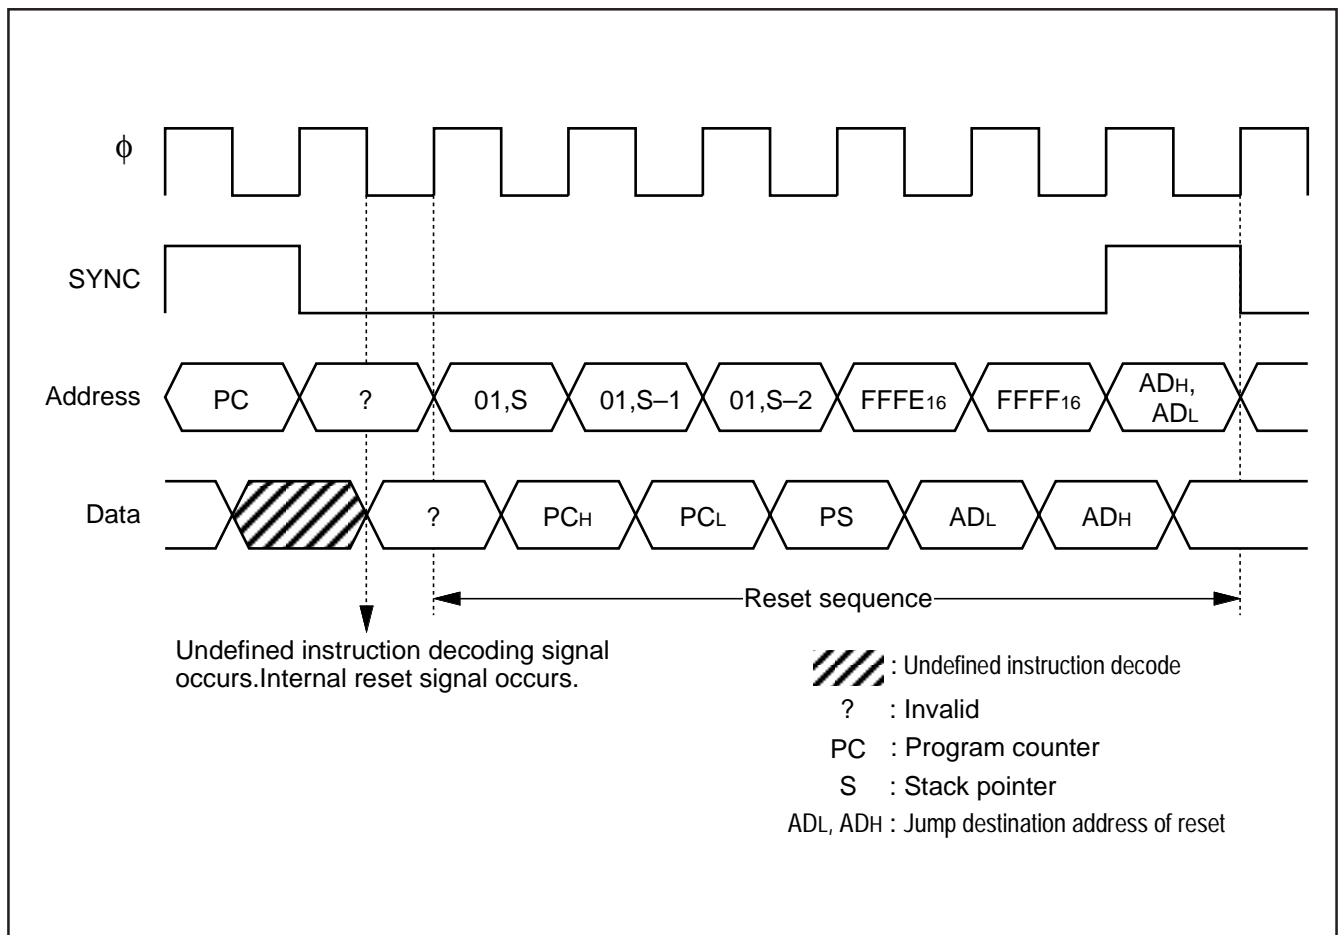 ϕ
SYNC
Address
PC ? 01,S 01,S–1 01,S–2 FFFE16 FFFF16 ADH,
ADL
Data
? PCH PCL PS ADL ADH
Reset sequence
Undefined instruction decoding signal
occurs.Internal reset signal occurs.
: Undefined instruction decode
? : Invalid
PC : Program counter
S : Stack pointer
ADL, ADH : Jump destination address of reset